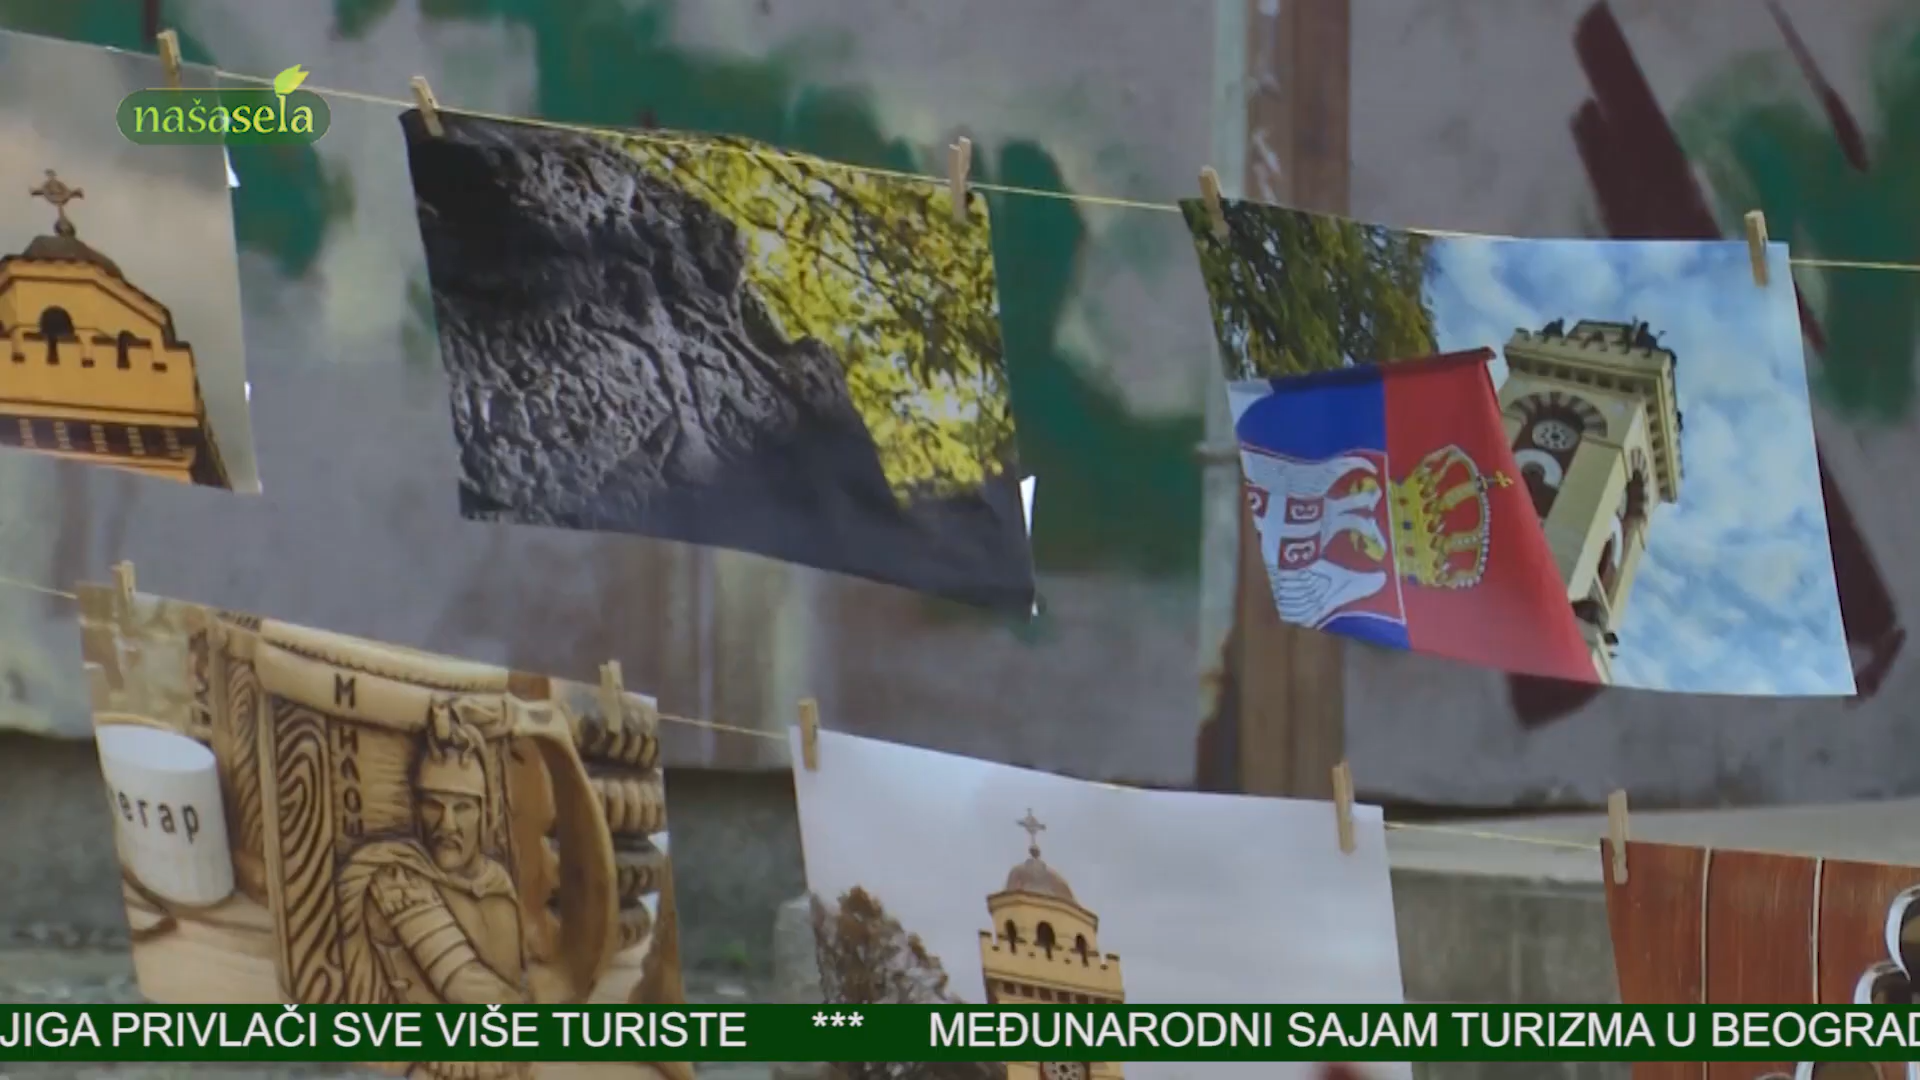 našasela
М
erap
JIGA PRIVLAČI SVE VIŠE TURISTE *** MEĐUNARODNI SAJAM TURIZMA U BEOGRAD